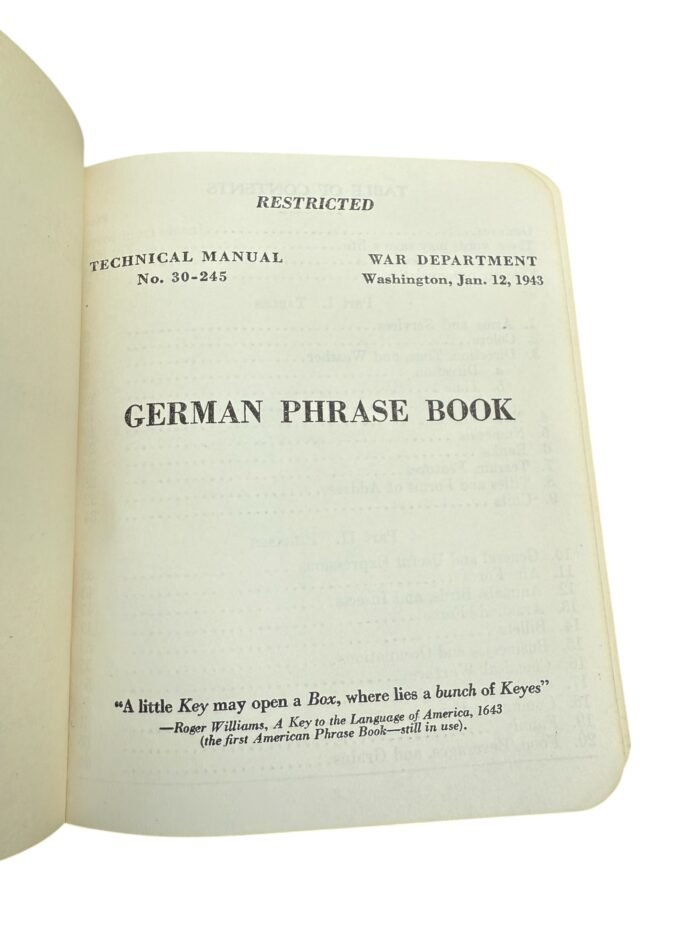 RESTRICTED
TECHNICAL MANUAL
No. 30-245
WAR DEPARTMENT
Washington, Jan. 12, 1943
GERMAN PHRASE BOOK
“A little Key may open a Box, where lies a bunch of Keyes”
—Roger Williams, A Key to the Language of America, 1643
(the first American Phrase Book—still in use).